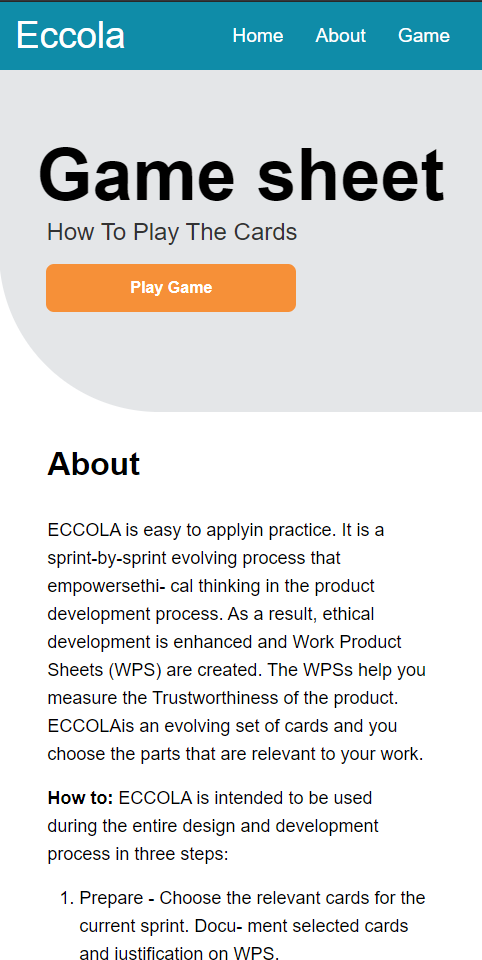 Eccola Home About Game
Game sheet
How To Play The Cards
Play Game
About
ECCOLA is easy to applyin practice. It is a
sprint-by-sprint evolving process that
empowersethi- cal thinking in the product
development process. As a result, ethical
development is enhanced and Work Product
Sheets (WPS) are created. The WPSs help you
measure the Trustworthiness of the product.
ECCOLAis an evolving set of cards and you
choose the parts that are relevant to your work.
How to: ECCOLA is intended to be used
during the entire design and development
process in three steps:
1. Prepare - Choose the relevant cards for the
current sprint. Docu- ment selected cards
and justification on WPS.